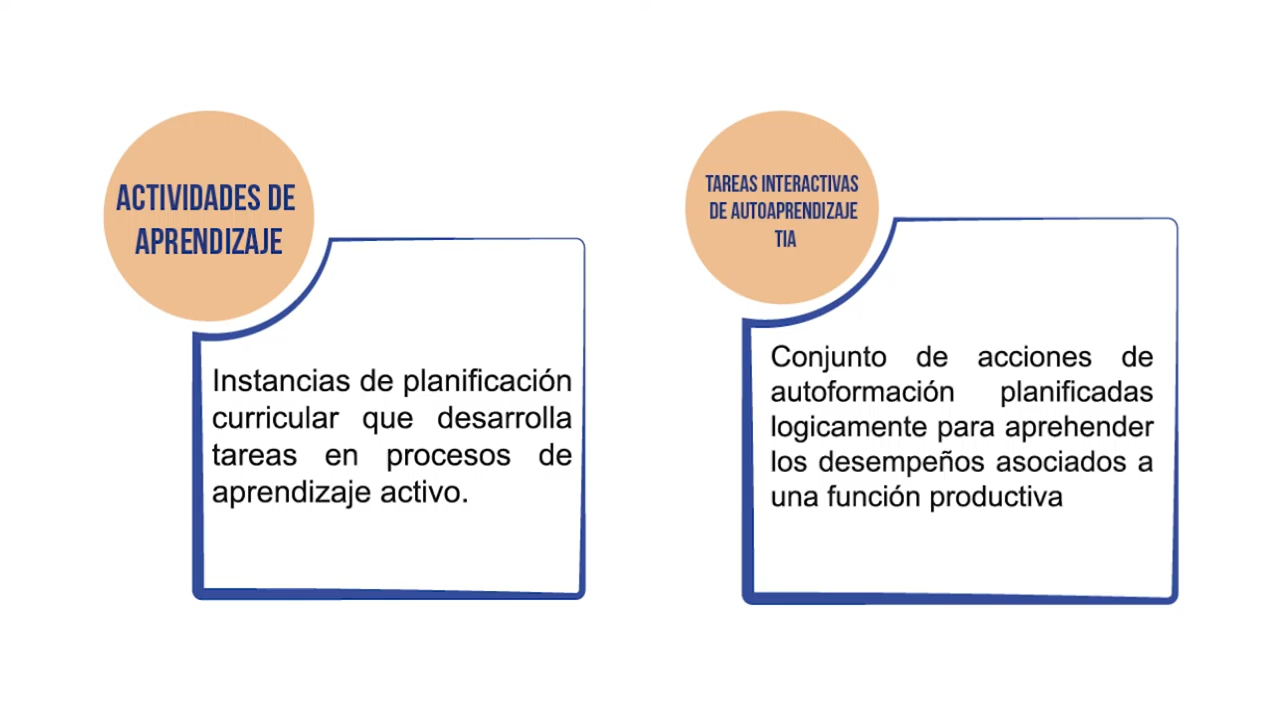 ACTIVIDADES DE
APRENDIZAJE
Instancias de planificación
curricular que desarrolla
tareas en procesos de
aprendizaje activo.
TAREAS INTERACTIVAS
DE AUTOAPRENDIZAJE
TIA
Conjunto de acciones de
autoformación planificadas
logicamente para aprehender
los desempeños asociados a
una función productiva